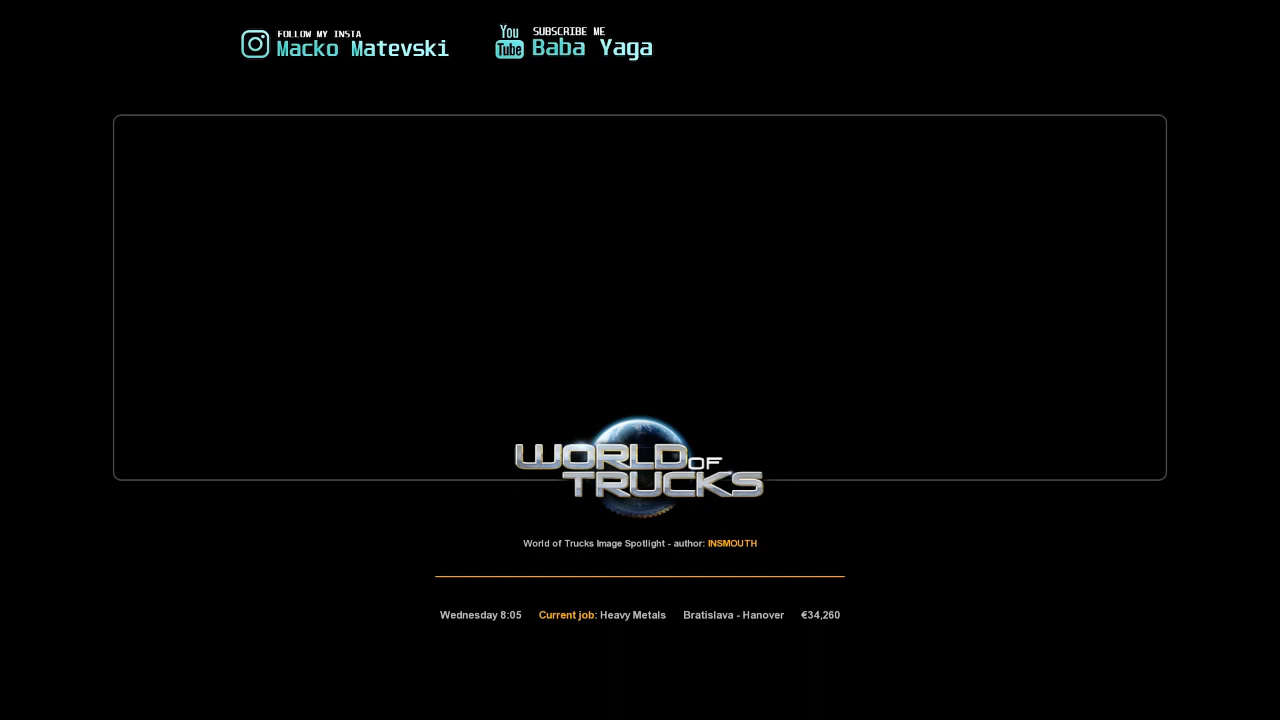 FOLLOW MY INSTA
Macko Matevski
You
Tube
SUBSCRIBE ME
Baba Yaga
WORLD OF
TRUCKS
World of Trucks Image Spotlight - author: INSMOUTH
Wednesday 8:05 Current job: Heavy Metals Bratislava - Hanover €34,260